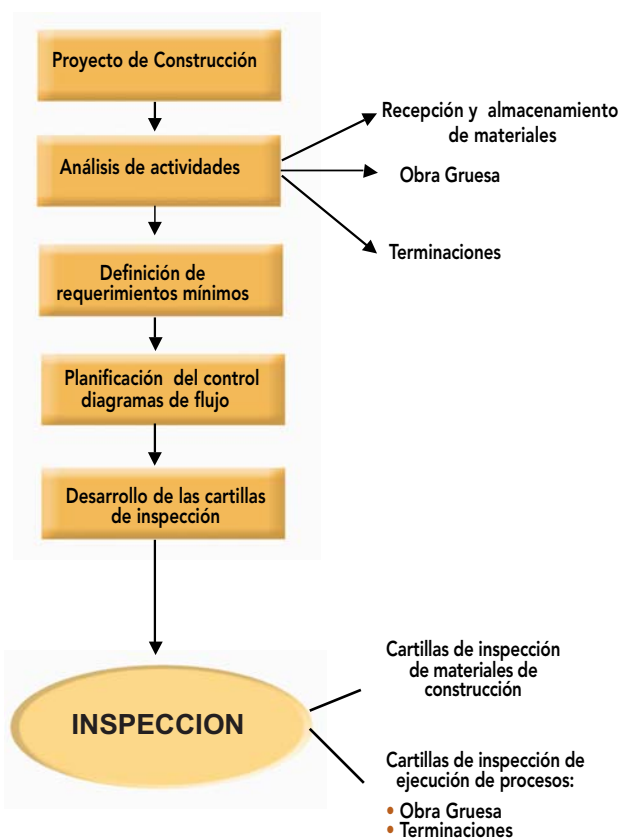 Proyecto de Construcción
Análisis de actividades
Recepción y almacenamiento
de materiales
Obra Gruesa
Terminaciones
Definición de
requerimientos mínimos
Planificación del control
diagramas de flujo
Desarrollo de las cartillas
de inspección
INSPECCION
Cartillas de inspección
de materiales de
construcción
Cartillas de inspección de
ejecución de procesos:
• Obra Gruesa
• Terminaciones